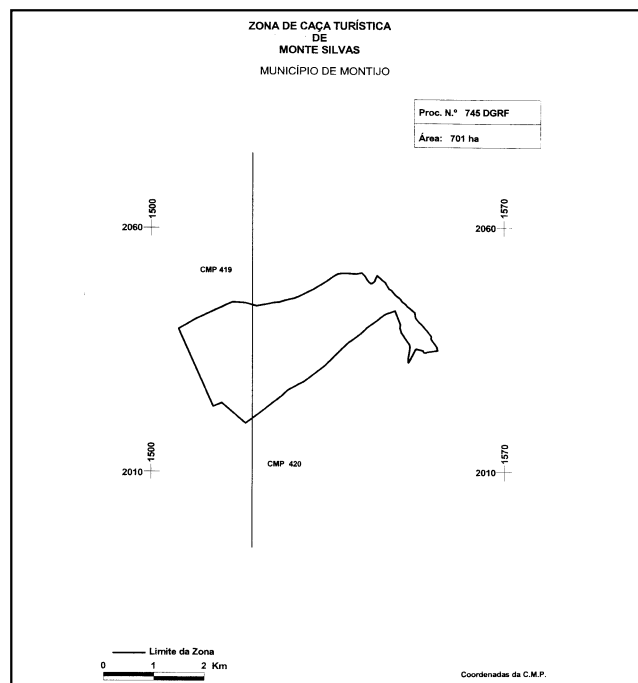 ZONA DE CAÇA TURÍSTICA
DE
MONTE SILVAS
MUNICÍPIO DE MONTIJO
Proc. N.º 745 DGRF
Área: 701 ha
1500
2060
1570
2060
CMP 419
1500
2010
CMP 420
1570
2010
Limite da Zona
0 1 2 Km
Coordenadas da C.M.P.